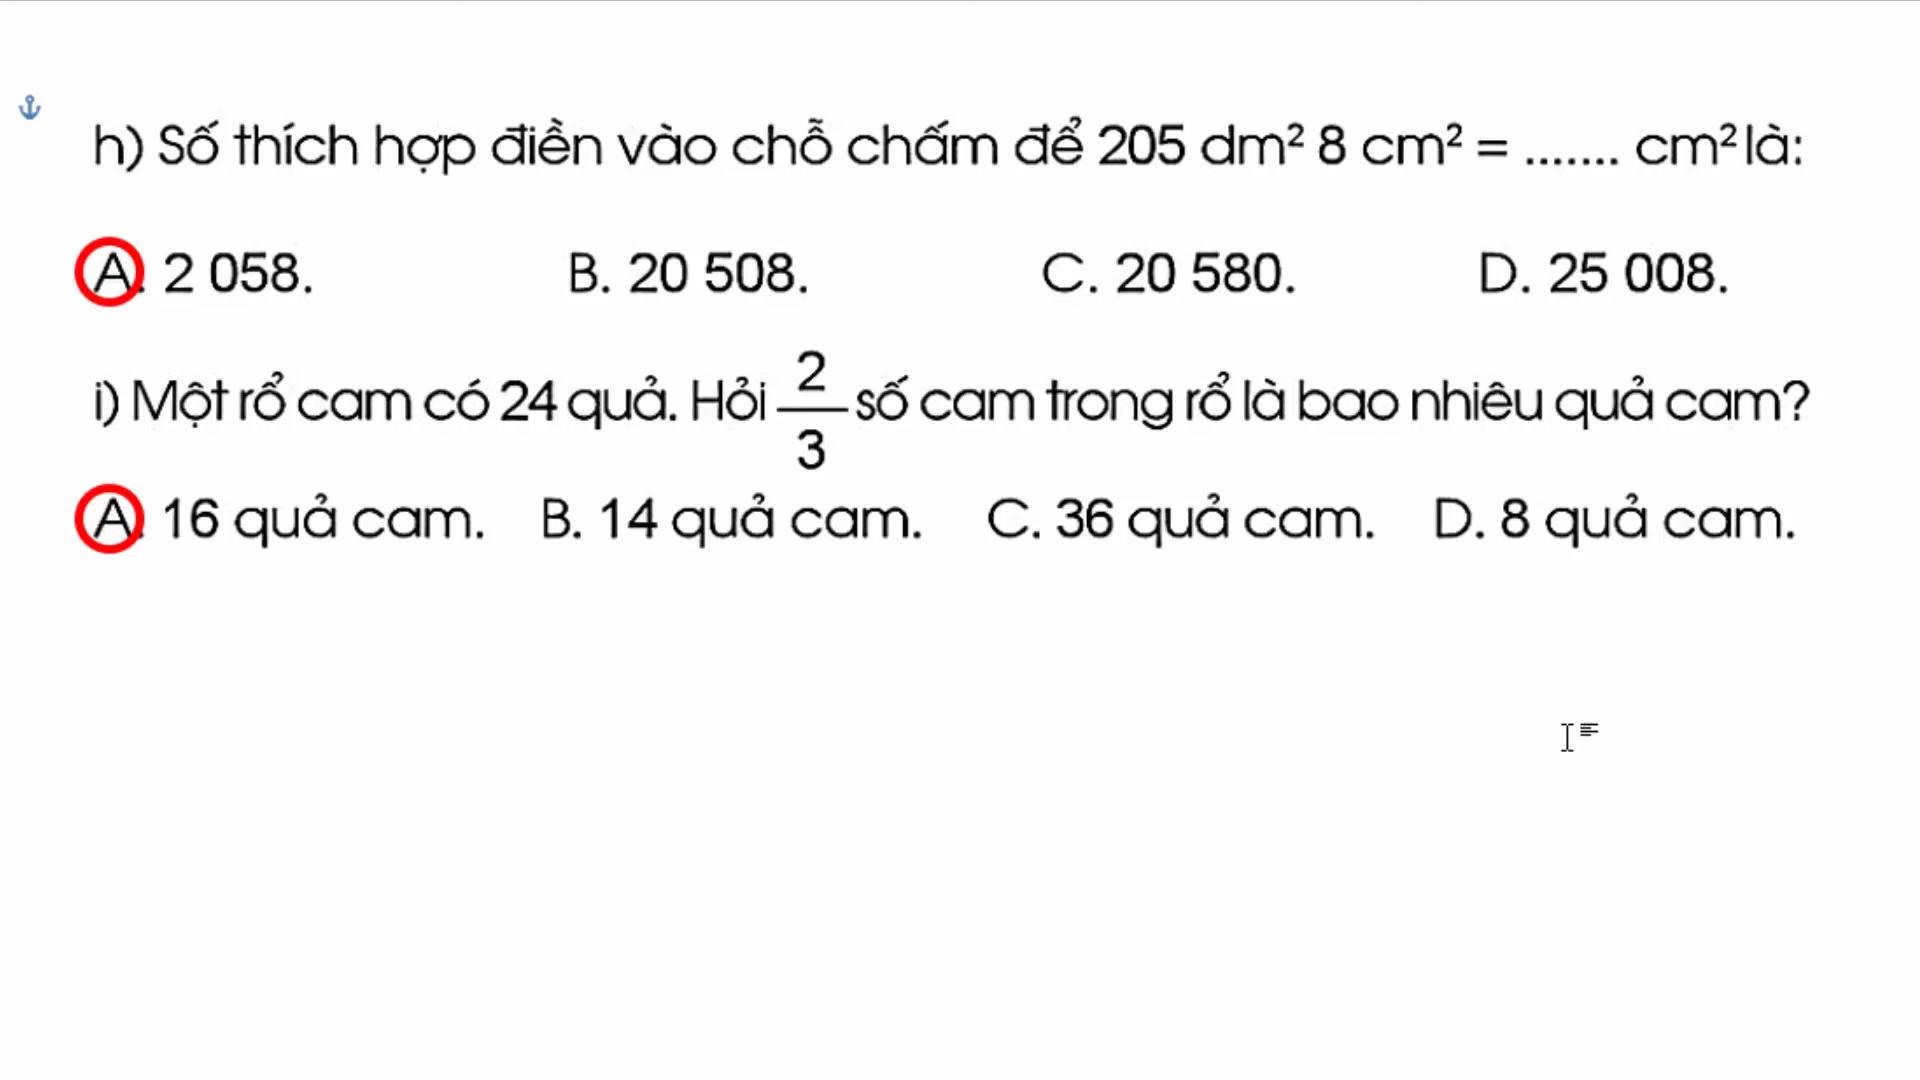 h) Số thích hợp điền vào chỗ chấm để 205 dm² 8 cm² = ....... cm² là:
A. 2 058. B. 20 508. C. 20 580. D. 25 008.
i) Một rổ cam có 24 quả. Hỏi 2/3 số cam trong rổ là bao nhiêu quả cam?
A. 16 quả cam. B. 14 quả cam. C. 36 quả cam. D. 8 quả cam.